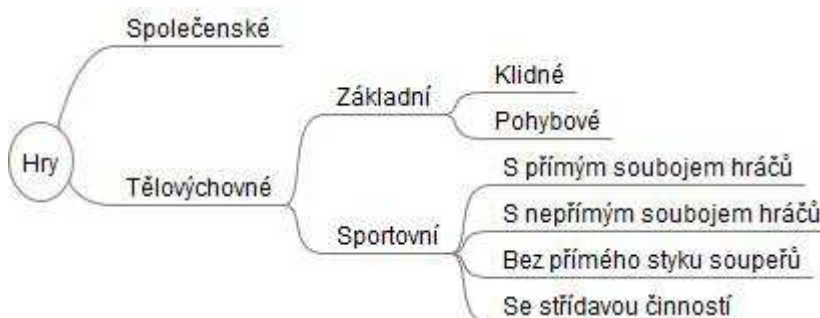 Hry
Společenské
Tělovýchovné
Základní
Klidné
Pohybové
Sportovní
S přímým soubojem hráčů
S nepřímým soubojem hráčů
Bez přímého styku soupeřů
Se střídavou činností